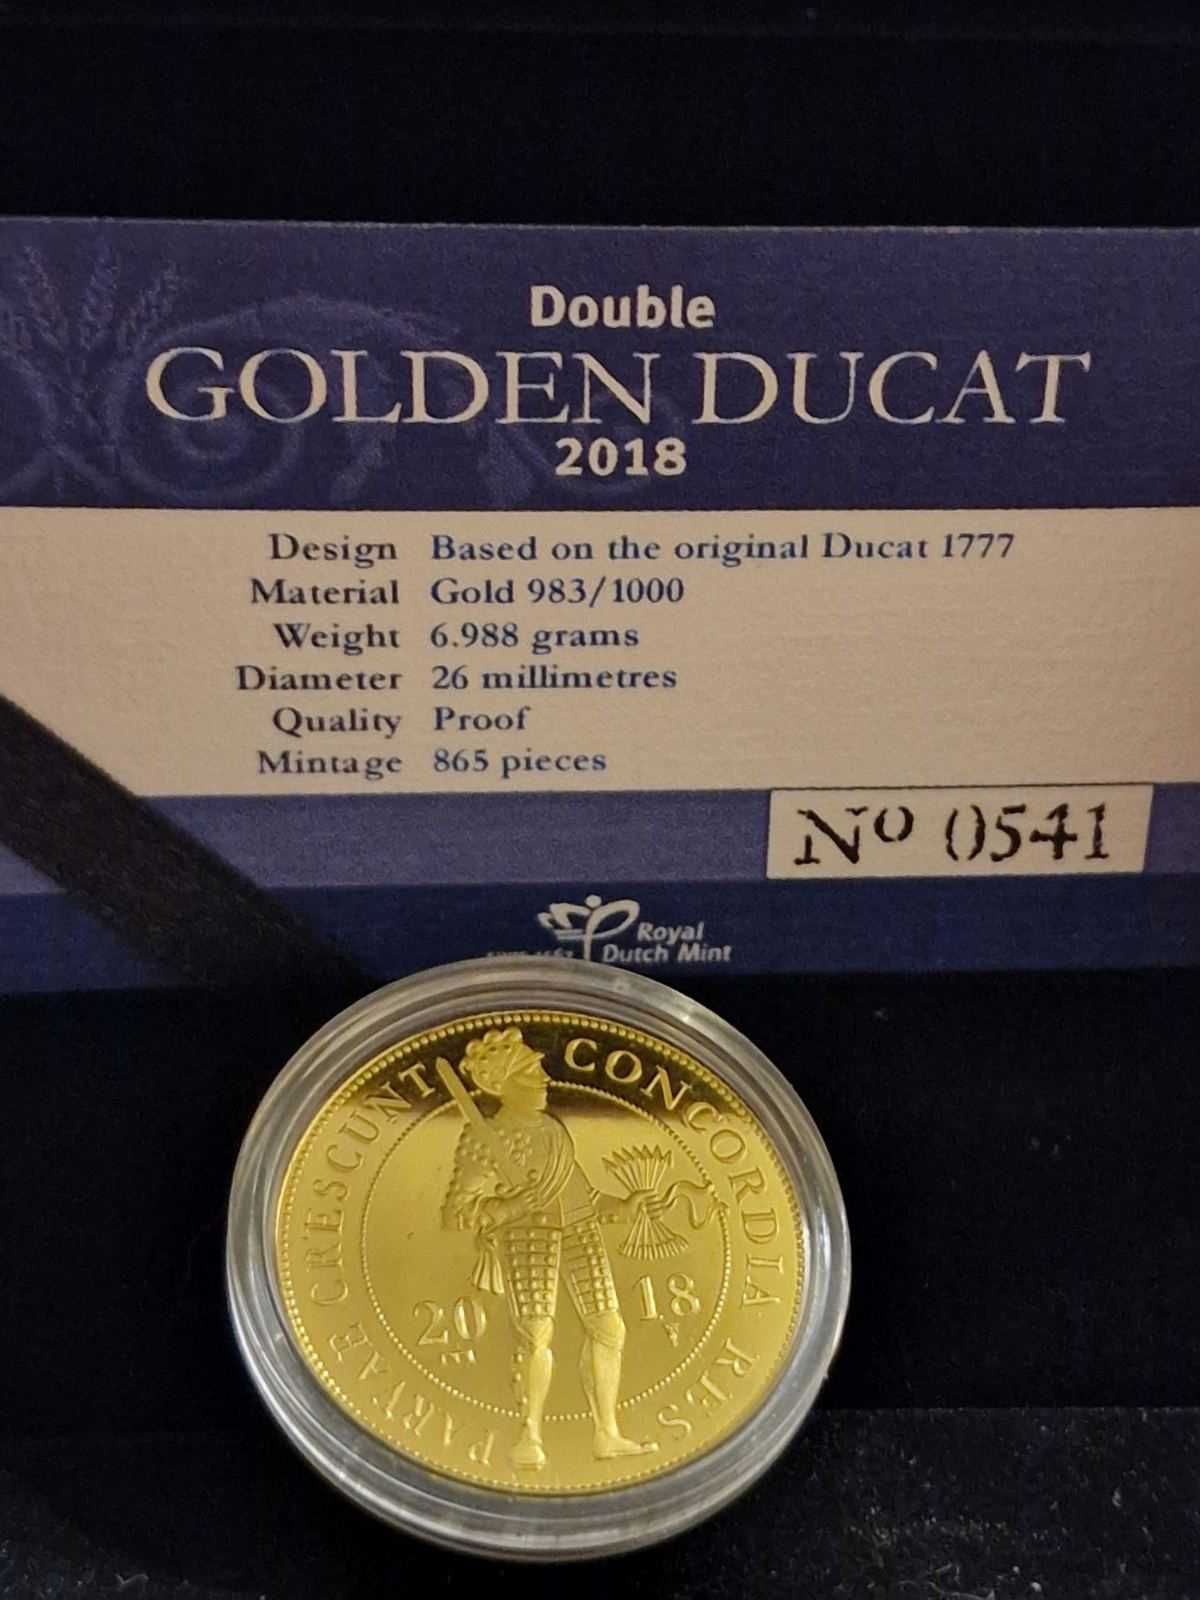 Double
GOLDEN DUCAT
2018
Design Based on the original Ducat 1777
Material Gold 983/1000
Weight 6.988 grams
Diameter 26 millimetres
Quality Proof
Mintage 865 pieces
Nº 0541
Royal
Dutch Mint
CONCORDIA RES PARVAE CRESCUNT
20 18